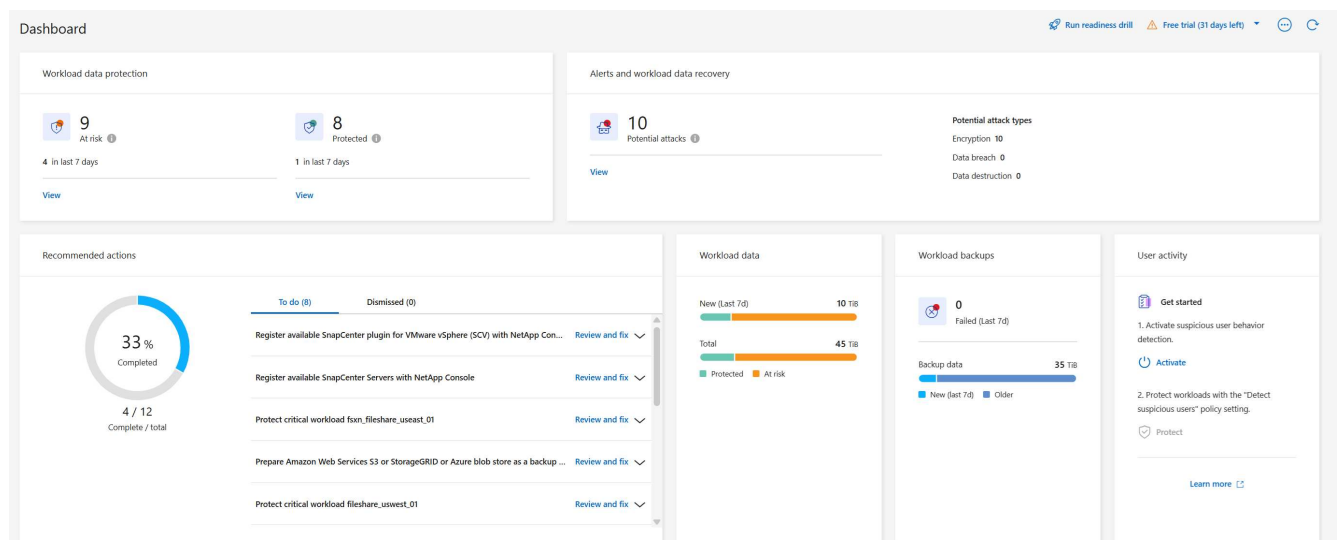 Dashboard
Run readiness drill
Free trial (31 days left)
Workload data protection
9
At risk
4 in last 7 days
View
8
Protected
1 in last 7 days
View
Alerts and workload data recovery
10
Potential attacks
View
Potential attack types
Encryption 10
Data breach 0
Data destruction 0
Recommended actions
33 %
Completed
4 / 12
Complete / total
To do (8) Dismissed (0)
Register available SnapCenter plugin for VMware vSphere (SCV) with NetApp Con... Review and fix
Register available SnapCenter Servers with NetApp Console Review and fix
Protect critical workload fsxn_fileshare_useast_01 Review and fix
Prepare Amazon Web Services S3 or StorageGRID or Azure blob store as a backup ... Review and fix
Protect critical workload fileshare_uswest_01 Review and fix
Workload data
New (Last 7d) 10 TiB
Total 45 TiB
Protected At risk
Workload backups
0
Failed (Last 7d)
Backup data 35 TiB
New (last 7d) Older
User activity
Get started
1. Activate suspicious user behavior
detection.
Activate
2. Protect workloads with the "Detect
suspicious users" policy setting.
Protect
Learn more